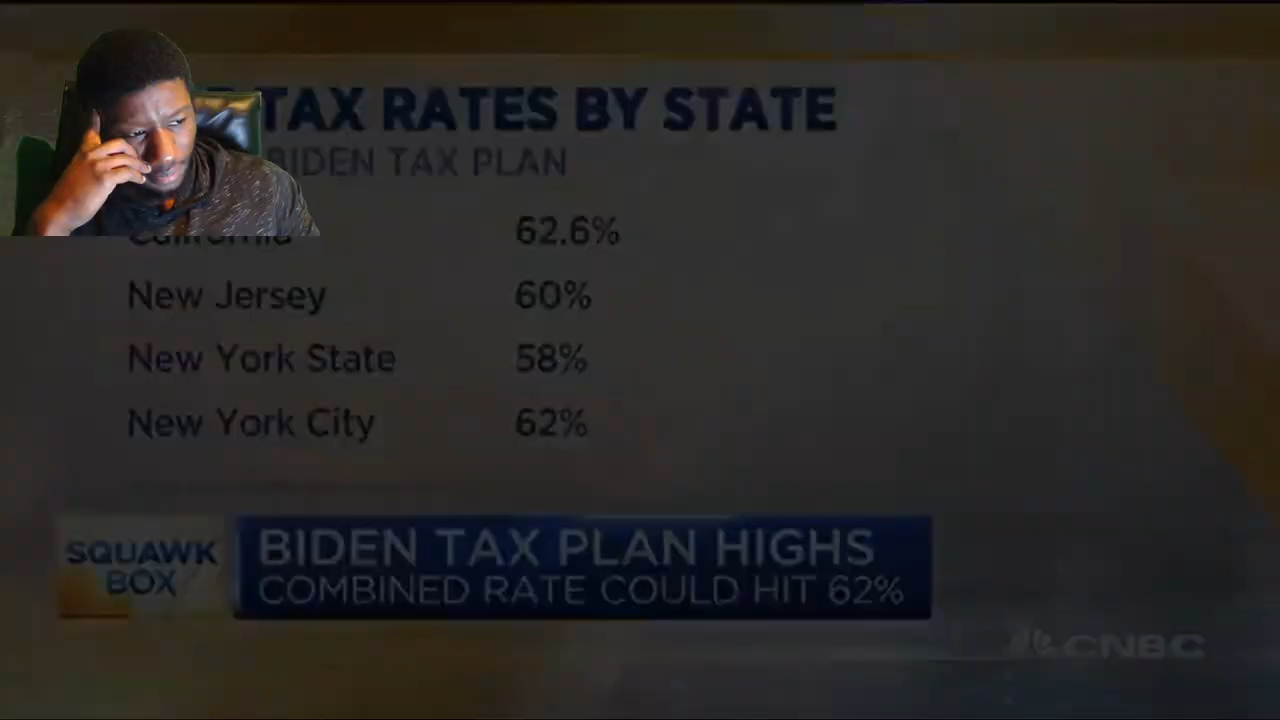 TAX RATES BY STATE
BIDEN TAX PLAN
California 62.6%
New Jersey 60%
New York State 58%
New York City 62%
SQUAWK BOX
BIDEN TAX PLAN HIGHS
COMBINED RATE COULD HIT 62%
CNBC